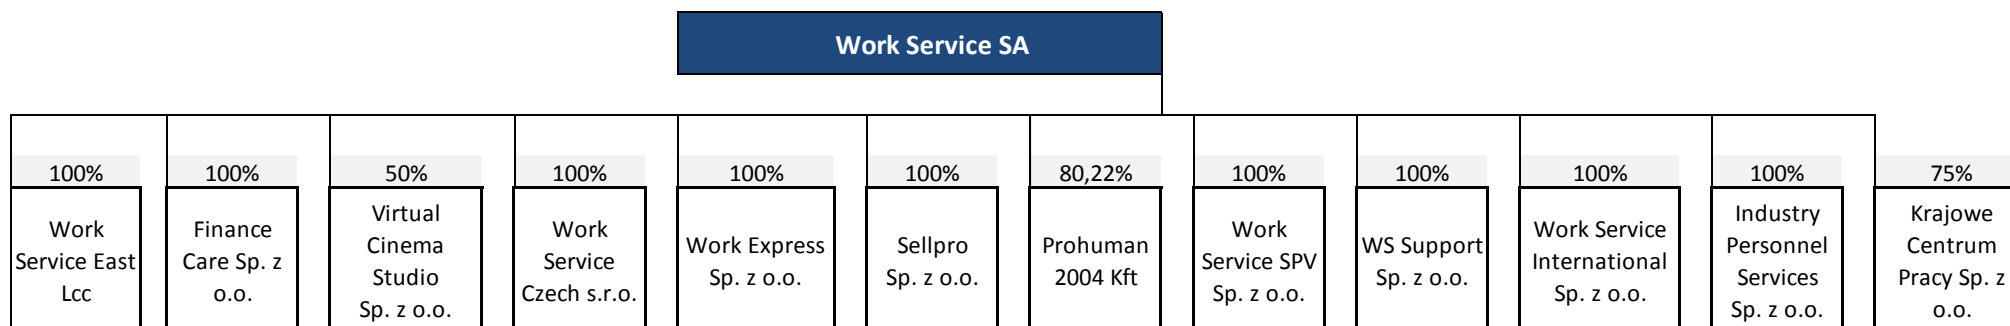 Work Service SA
100%
100%
50%
100%
100%
100%
80,22%
100%
100%
100%
100%
75%
Work
Service East
Lcc
Finance
Care Sp. z
o.o.
Virtual
Cinema
Studio
Sp. z o.o.
Work
Service
Czech s.r.o.
Work Express
Sp. z o.o.
Sellpro
Sp. z o.o.
Prohuman
2004 Kft
Work
Service SPV
Sp. z o.o.
WS Support
Sp. z o.o.
Work Service
International
Sp. z o.o.
Industry
Personnel
Services
Sp. z o.o.
Krajowe
Centrum
Pracy Sp. z
o.o.